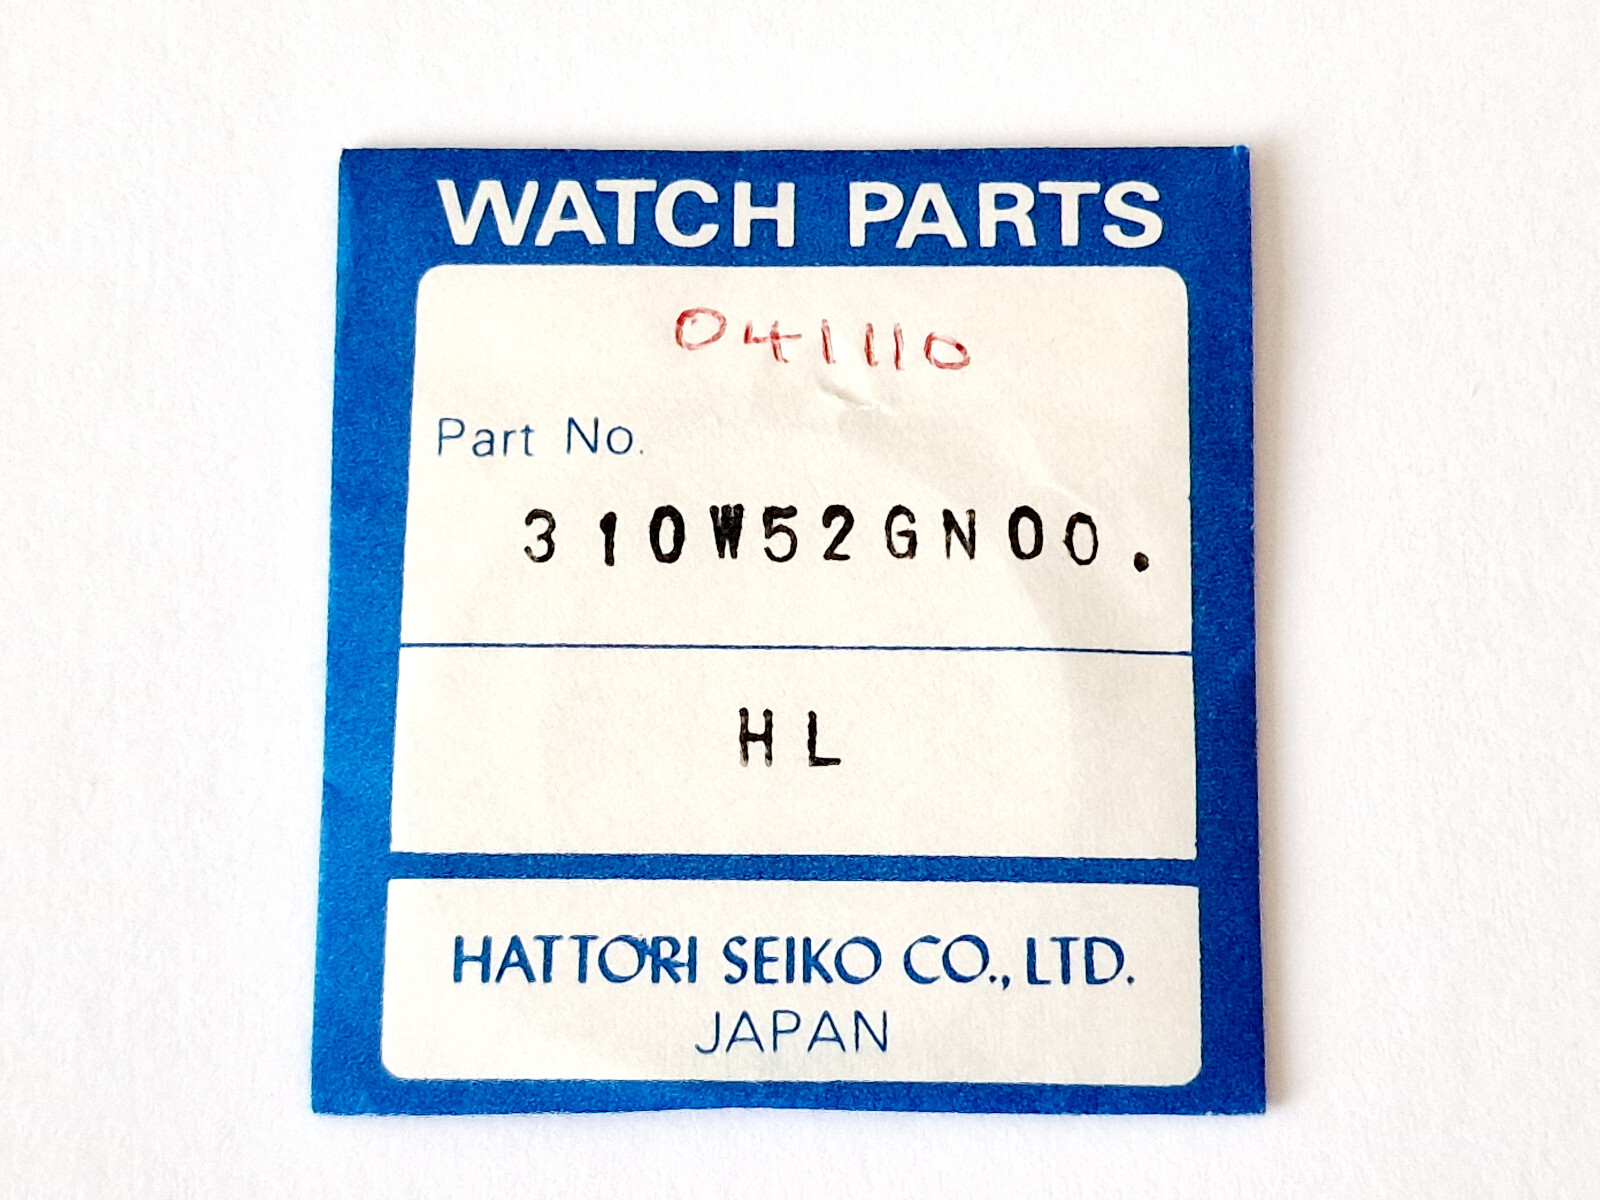 WATCH PARTS
041110
Part No.
310W52GN00.
HL
HATTORI SEIKO CO., LTD.
JAPAN